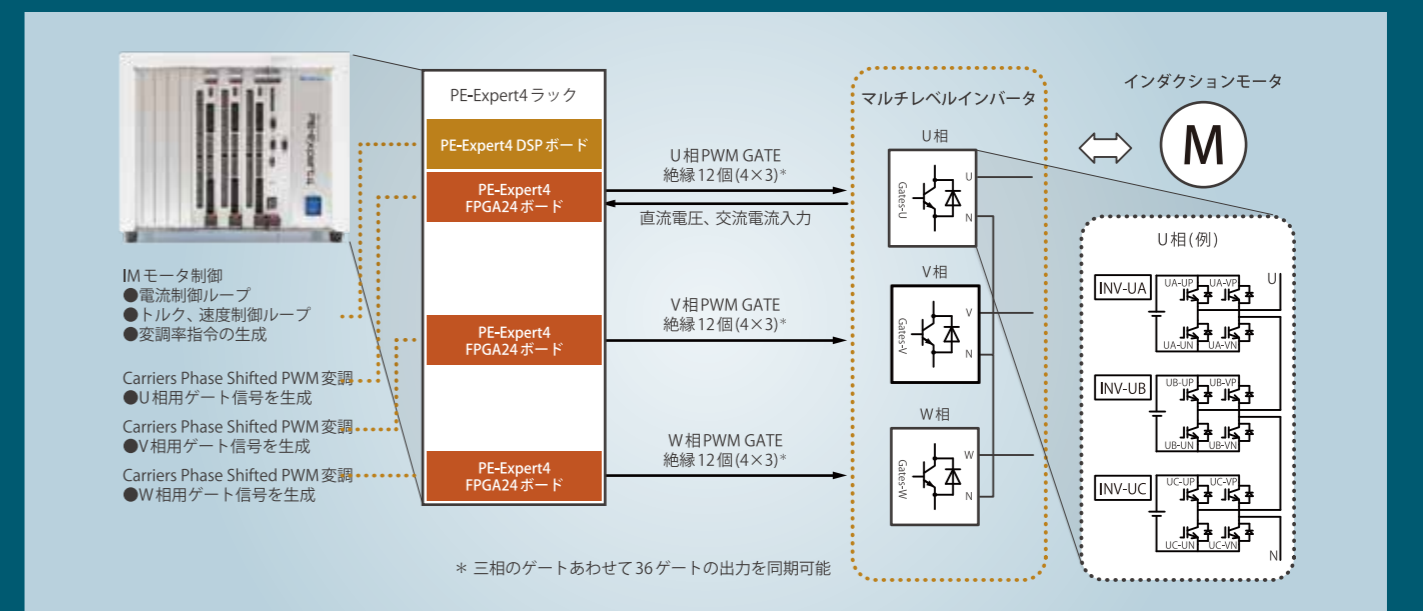 PE-Expert4
PE-Expert4ラック
PE-Expert4 DSPボード
PE-Expert4
FPGA24ボード
PE-Expert4
FPGA24ボード
PE-Expert4
FPGA24ボード
IMモータ制御
●電流制御ループ
●トルク、速度制御ループ
●変調率指令の生成
Carriers Phase Shifted PWM変調
●U相用ゲート信号を生成
Carriers Phase Shifted PWM変調
●V相用ゲート信号を生成
Carriers Phase Shifted PWM変調
●W相用ゲート信号を生成
U相PWM GATE
絶縁12個(4×3)*
直流電圧、交流電流入力
V相PWM GATE
絶縁12個(4×3)*
W相PWM GATE
絶縁12個(4×3)*
＊ 三相のゲートあわせて36ゲートの出力を同期可能
マルチレベルインバータ
U相
Gates-U
U
N
V相
Gates-V
V
N
W相
Gates-W
W
N
インダクションモータ
M
U相(例)
INV-UA
UA-UP UA-VP
UA-UN UA-VN
U
INV-UB
UB-UP UB-VP
UB-UN UB-VN
INV-UC
UC-UP UC-VP
UC-UN UC-VN
N